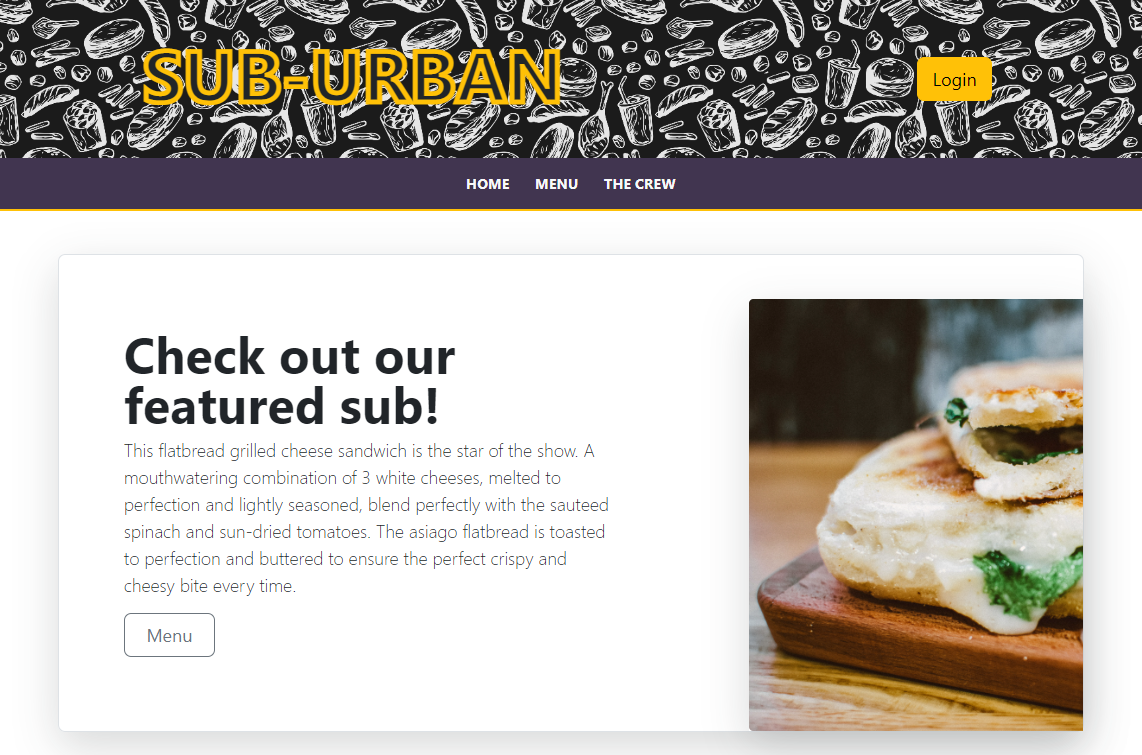 SUB-URBAN
Login
HOME MENU THE CREW
Check out our
featured sub!
This flatbread grilled cheese sandwich is the star of the show. A
mouthwatering combination of 3 white cheeses, melted to
perfection and lightly seasoned, blend perfectly with the sauteed
spinach and sun-dried tomatoes. The asiago flatbread is toasted
to perfection and buttered to ensure the perfect crispy and
cheesy bite every time.
Menu